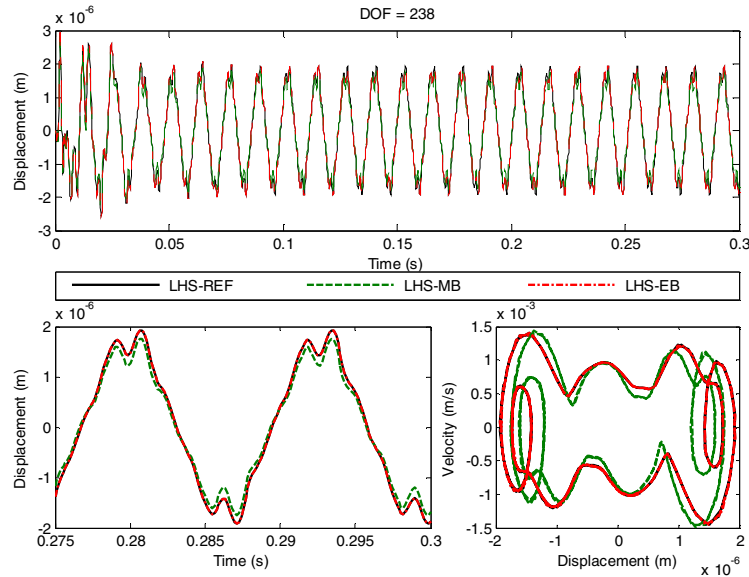 x 10⁻⁶ DOF = 238
3
2
1
0
-1
-2
-3
Displacement (m)
0 0.05 0.1 0.15 0.2 0.25 0.3
Time (s)
LHS-REF LHS-MB LHS-EB
x 10⁻⁶
2
1
0
-1
-2
Displacement (m)
0.275 0.28 0.285 0.29 0.295 0.3
Time (s)
x 10⁻³
1.5
1
0.5
0
-0.5
-1
-1.5
Velocity (m/s)
-2 -1 0 1 2
Displacement (m)
x 10⁻⁶